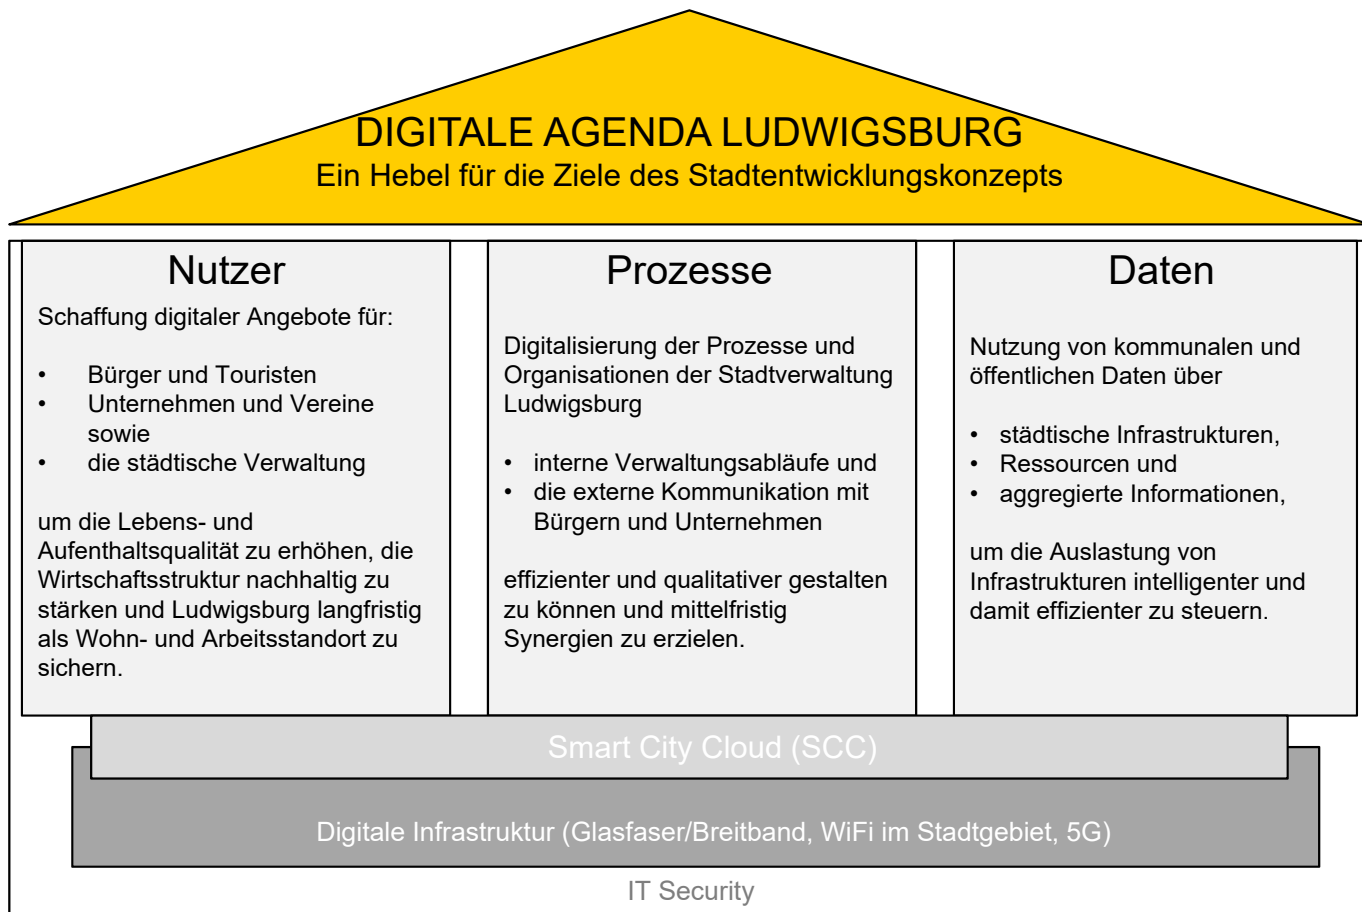 DIGITALE AGENDA LUDWIGSBURG
Ein Hebel für die Ziele des Stadtentwicklungskonzepts
Nutzer
Schaffung digitaler Angebote für:
• Bürger und Touristen
• Unternehmen und Vereine
sowie
• die städtische Verwaltung
um die Lebens- und
Aufenthaltsqualität zu erhöhen, die
Wirtschaftsstruktur nachhaltig zu
stärken und Ludwigsburg langfristig
als Wohn- und Arbeitsstandort zu
sichern.
Prozesse
Digitalisierung der Prozesse und
Organisationen der Stadtverwaltung
Ludwigsburg
• interne Verwaltungsabläufe und
• die externe Kommunikation mit
Bürgern und Unternehmen
effizienter und qualitativer gestalten
zu können und mittelfristig
Synergien zu erzielen.
Daten
Nutzung von kommunalen und
öffentlichen Daten über
• städtische Infrastrukturen,
• Ressourcen und
• aggregierte Informationen,
um die Auslastung von
Infrastrukturen intelligenter und
damit effizienter zu steuern.
Smart City Cloud (SCC)
Digitale Infrastruktur (Glasfaser/Breitband, WiFi im Stadtgebiet, 5G)
IT Security